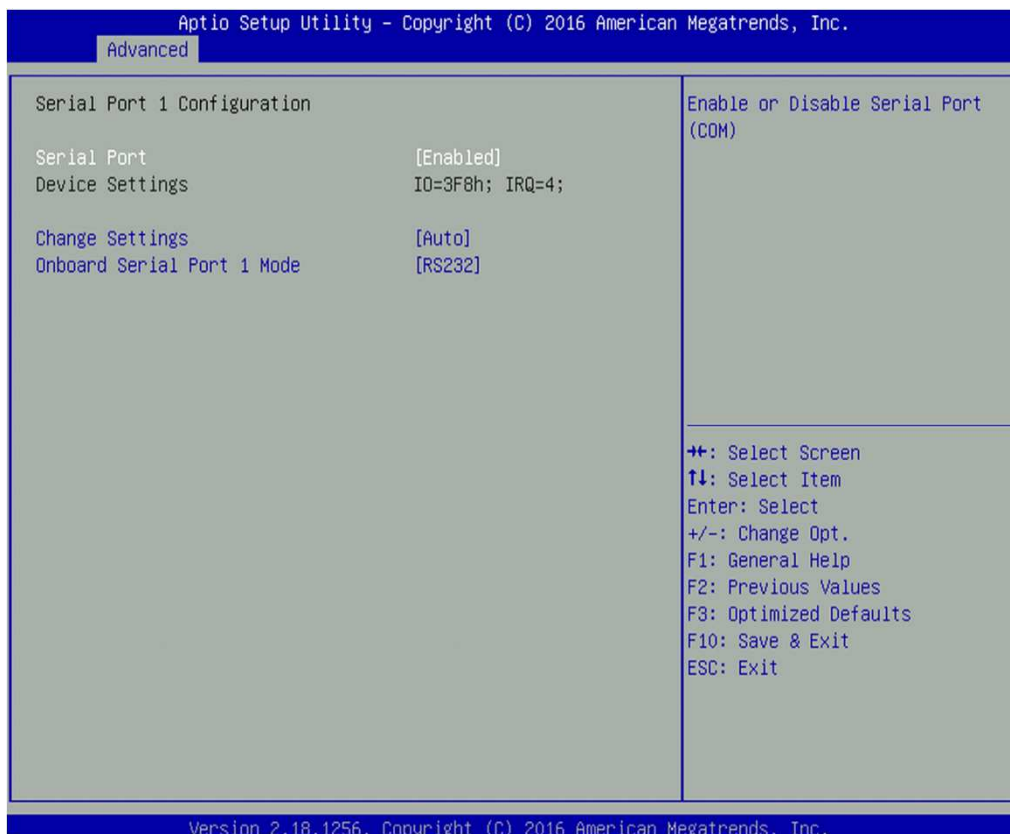 Aptio Setup Utility – Copyright (C) 2016 American Megatrends, Inc.
Advanced
Serial Port 1 Configuration
Serial Port [Enabled]
Device Settings IO=3F8h; IRQ=4;
Change Settings [Auto]
Onboard Serial Port 1 Mode [RS232]
Enable or Disable Serial Port
(COM)
→←: Select Screen
↑↓: Select Item
Enter: Select
+/-: Change Opt.
F1: General Help
F2: Previous Values
F3: Optimized Defaults
F10: Save & Exit
ESC: Exit
Version 2.18.1256. Copyright (C) 2016 American Megatrends, Inc.